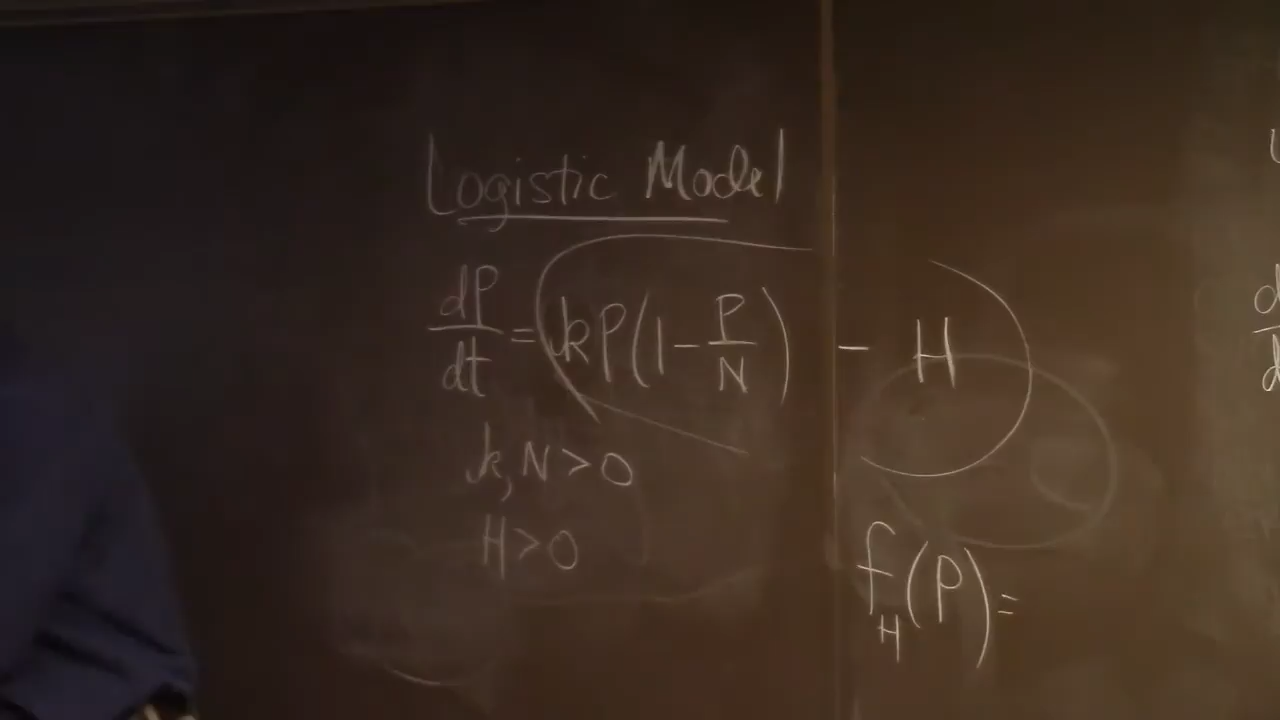 Logistic Model
dP/dt = kP(1 - P/N) - H
k, N > 0
H > 0
f_H(P) =